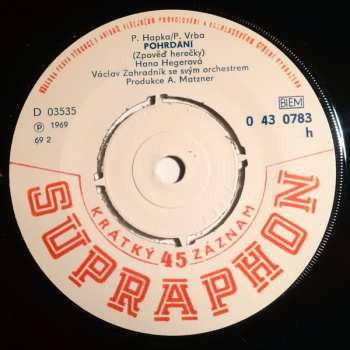 P. Hapka/P. Vrba
POHRDÁNÍ
(Zpověď herečky)
Hana Hegerová
Václav Zahradník se svým orchestrem
Produkce A. Matzner
D 03535
Ⓟ 1969
69 2
BIEM
0 43 0783
h
KRATKÝ 45 ZÁZNAM
SUPRAPHON